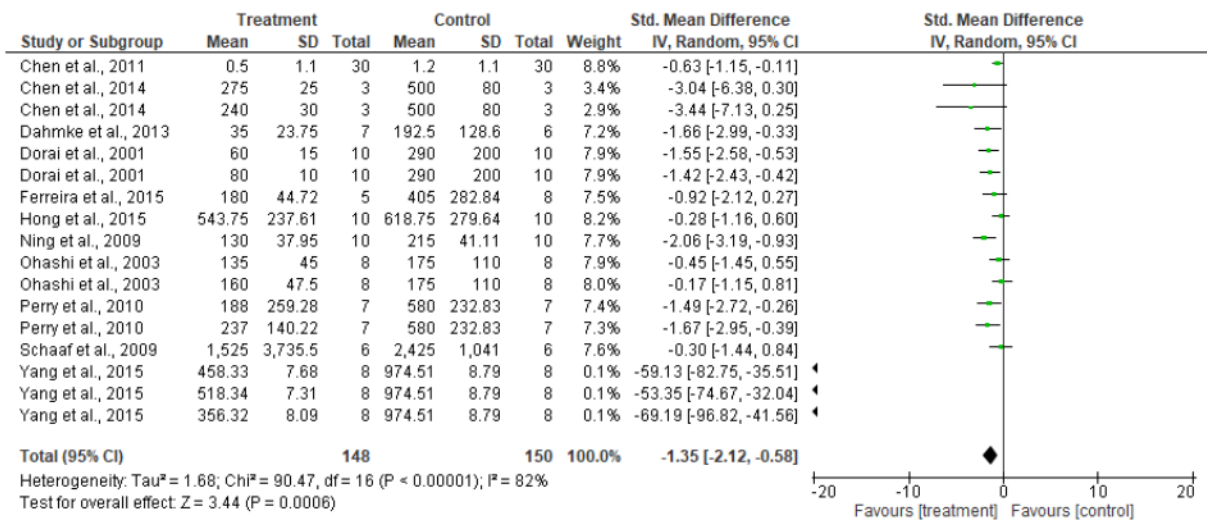 Treatment Control Std. Mean Difference Std. Mean Difference
Study or Subgroup Mean SD Total Mean SD Total Weight IV, Random, 95% CI IV, Random, 95% CI
Chen et al., 2011 0.5 1.1 30 1.2 1.1 30 8.8% -0.63 [-1.15, -0.11]
Chen et al., 2014 275 25 3 500 80 3 3.4% -3.04 [-6.38, 0.30]
Chen et al., 2014 240 30 3 500 80 3 2.9% -3.44 [-7.13, 0.25]
Dahmke et al., 2013 35 23.75 7 192.5 128.6 6 7.2% -1.66 [-2.99, -0.33]
Dorai et al., 2001 60 15 10 290 200 10 7.9% -1.55 [-2.58, -0.53]
Dorai et al., 2001 80 10 10 290 200 10 7.9% -1.42 [-2.43, -0.42]
Ferreira et al., 2015 180 44.72 5 405 282.84 8 7.5% -0.92 [-2.12, 0.27]
Hong et al., 2015 543.75 237.61 10 618.75 279.64 10 8.2% -0.28 [-1.16, 0.60]
Ning et al., 2009 130 37.95 10 215 41.11 10 7.7% -2.06 [-3.19, -0.93]
Ohashi et al., 2003 135 45 8 175 110 8 7.9% -0.45 [-1.45, 0.55]
Ohashi et al., 2003 160 47.5 8 175 110 8 8.0% -0.17 [-1.15, 0.81]
Perry et al., 2010 188 259.28 7 580 232.83 7 7.4% -1.49 [-2.72, -0.26]
Perry et al., 2010 237 140.22 7 580 232.83 7 7.3% -1.67 [-2.95, -0.39]
Schaaf et al., 2009 1,525 3,735.5 6 2,425 1,041 6 7.6% -0.30 [-1.44, 0.84]
Yang et al., 2015 458.33 7.68 8 974.51 8.79 8 0.1% -59.13 [-82.75, -35.51]
Yang et al., 2015 518.34 7.31 8 974.51 8.79 8 0.1% -53.35 [-74.67, -32.04]
Yang et al., 2015 356.32 8.09 8 974.51 8.79 8 0.1% -69.19 [-96.82, -41.56]
Total (95% CI) 148 150 100.0% -1.35 [-2.12, -0.58]
Heterogeneity: Tau² = 1.68; Chi² = 90.47, df = 16 (P < 0.00001); I² = 82%
Test for overall effect: Z = 3.44 (P = 0.0006)
-20 -10 0 10 20
Favours [treatment] Favours [control]